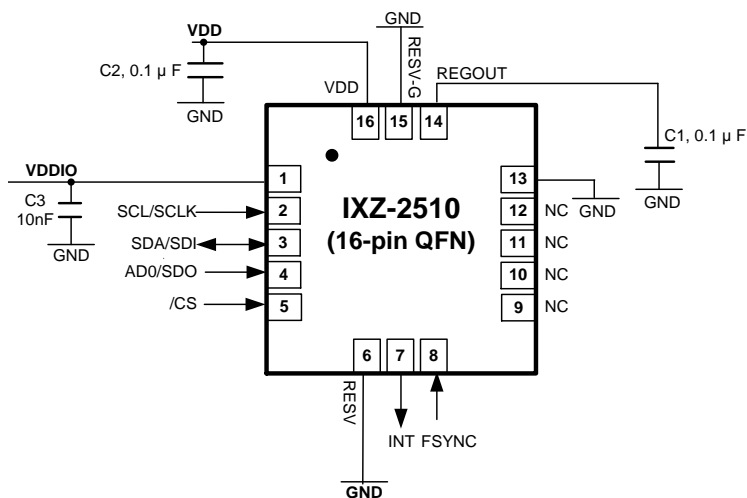 GND
VDD
C2, 0.1 µ F
GND
VDD
RESV-G
REGOUT
C1, 0.1 µ F
GND
16
15
14
VDDIO
C3
10nF
GND
1
SCL/SCLK
2
SDA/SDI
3
AD0/SDO
4
/CS
5
IXZ-2510
(16-pin QFN)
13
GND
12
NC
11
NC
10
NC
9
NC
6
7
8
RESV
INT
FSYNC
GND